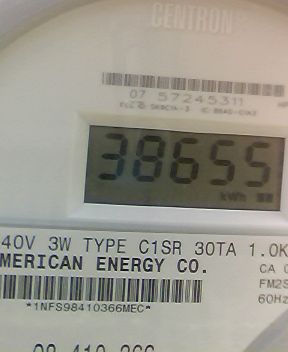 CENTRON
07 57245311
38655
kWh
40V 3W TYPE C1SR 30TA 1.0K
MERICAN ENERGY CO.
CA
FM2S
60Hz
*1NFS98410366MEC*